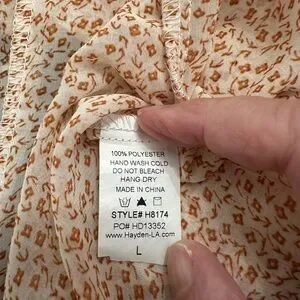 100% POLYESTER
HAND WASH COLD
DO NOT BLEACH
HANG DRY
MADE IN CHINA
STYLE# H8174
PO# HD13352
www.Hayden-LA.com
L